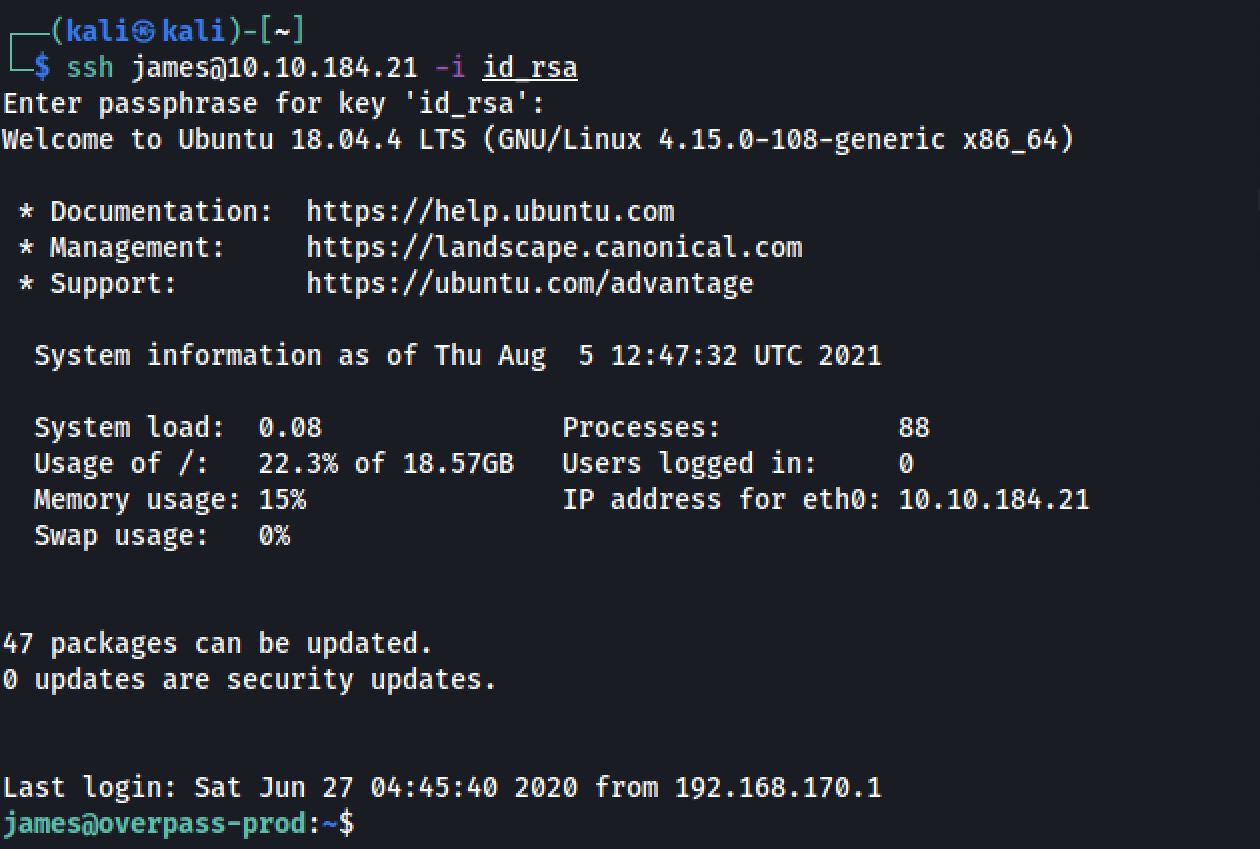 ┌──(kali㉿kali)-[~]
└─$ ssh james@10.10.184.21 -i id_rsa
Enter passphrase for key 'id_rsa':
Welcome to Ubuntu 18.04.4 LTS (GNU/Linux 4.15.0-108-generic x86_64)

 * Documentation:  https://help.ubuntu.com
 * Management:     https://landscape.canonical.com
 * Support:        https://ubuntu.com/advantage

  System information as of Thu Aug  5 12:47:32 UTC 2021

  System load:  0.08               Processes:           88
  Usage of /:   22.3% of 18.57GB   Users logged in:     0
  Memory usage: 15%                IP address for eth0: 10.10.184.21
  Swap usage:   0%


47 packages can be updated.
0 updates are security updates.


Last login: Sat Jun 27 04:45:40 2020 from 192.168.170.1
james@overpass-prod:~$